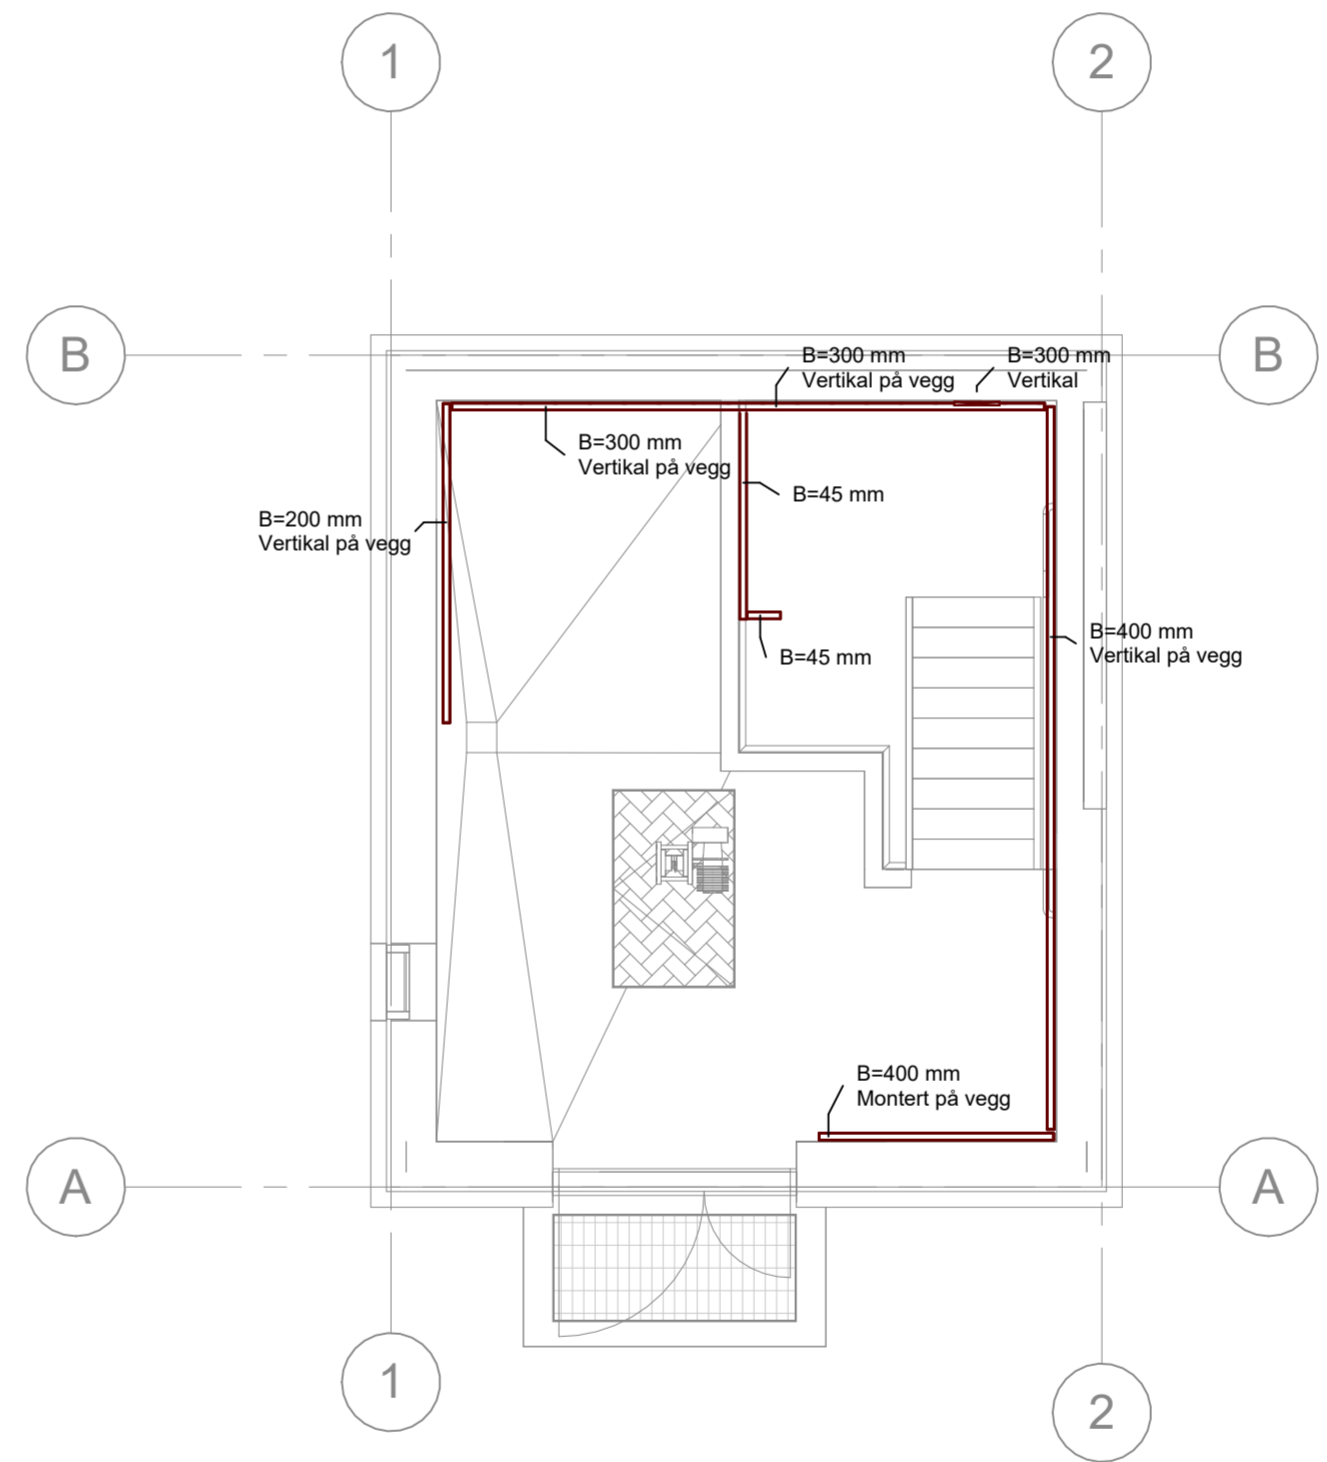 1
2
B
B
B=300 mm
Vertikal på vegg
B=300 mm
Vertikal
B=300 mm
Vertikal på vegg
B=45 mm
B=200 mm
Vertikal på vegg
B=400 mm
Vertikal på vegg
B=45 mm
B=400 mm
Montert på vegg
A
A
1
2